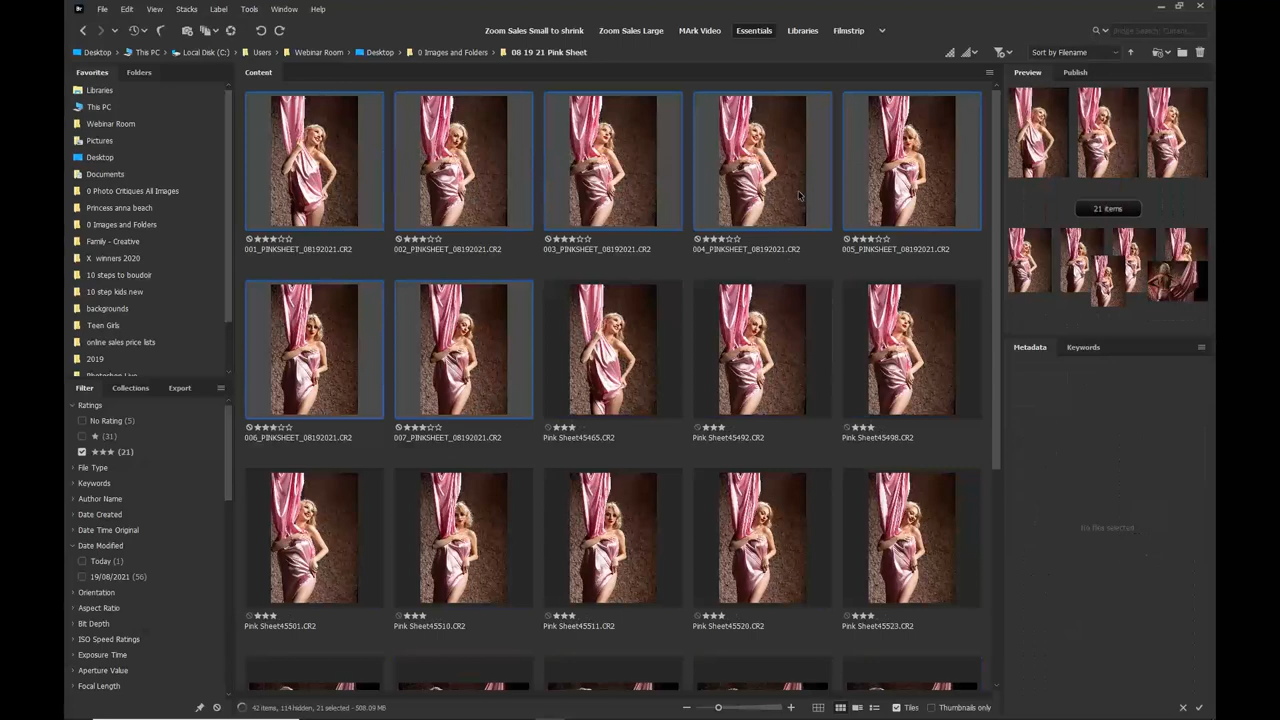 Br File Edit View Stacks Label Tools Window Help
Zoom Sales Small to shrink Zoom Sales Large MArk Video Essentials Libraries Filmstrip
Desktop > This PC > Local Disk (C:) > Users > Webinar Room > Desktop > 0 Images and Folders > 08 19 21 Pink Sheet
Sort by Filename
Favorites Folders
Libraries
This PC
Webinar Room
Pictures
Desktop
Documents
0 Photo Critiques All Images
Princess anna beach
0 Images and Folders
Family - Creative
X winners 2020
10 steps to boudoir
10 step kids new
backgrounds
Teen Girls
online sales price lists
2019
Filter Collections Export
Ratings
No Rating (5)
★ (31)
★★★ (21)
File Type
Keywords
Author Name
Date Created
Date Time Original
Date Modified
Today (1)
19/08/2021 (56)
Orientation
Aspect Ratio
Bit Depth
ISO Speed Ratings
Exposure Time
Aperture Value
Focal Length
Content
001_PINKSHEET_08192021.CR2 002_PINKSHEET_08192021.CR2 003_PINKSHEET_08192021.CR2 004_PINKSHEET_08192021.CR2 005_PINKSHEET_08192021.CR2
006_PINKSHEET_08192021.CR2 007_PINKSHEET_08192021.CR2 Pink Sheet45465.CR2 Pink Sheet45492.CR2 Pink Sheet45498.CR2
Pink Sheet45501.CR2 Pink Sheet45510.CR2 Pink Sheet45511.CR2 Pink Sheet45520.CR2 Pink Sheet45523.CR2
42 items, 114 hidden, 21 selected - 508.09 MB
Tiles Thumbnails only
Preview Publish
21 items
Metadata Keywords
No files selected